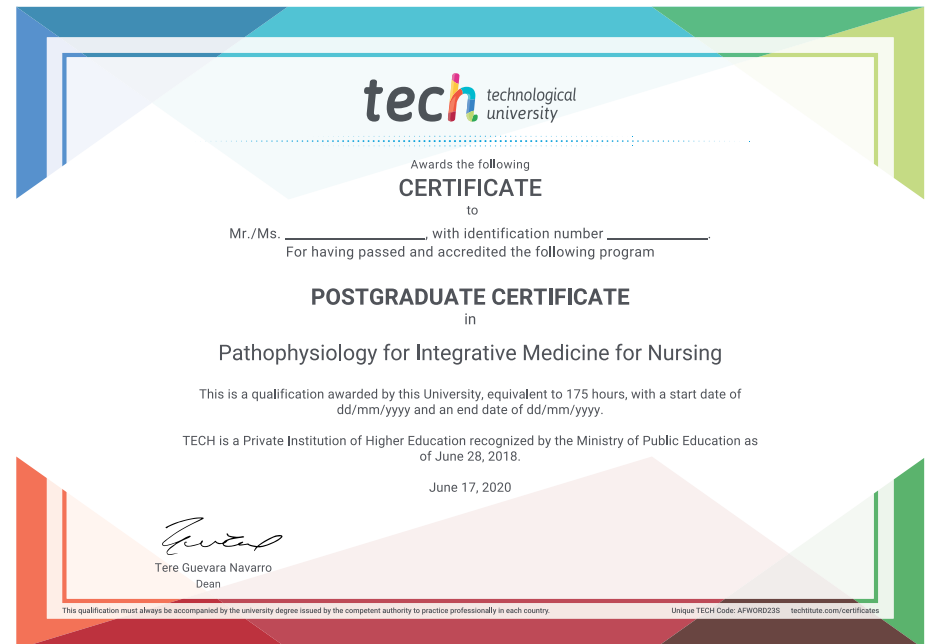 tech technological
university
Awards the following
CERTIFICATE
to
Mr./Ms. ____________, with identification number ____________.
For having passed and accredited the following program
POSTGRADUATE CERTIFICATE
in
Pathophysiology for Integrative Medicine for Nursing
This is a qualification awarded by this University, equivalent to 175 hours, with a start date of
dd/mm/yyyy and an end date of dd/mm/yyyy.
TECH is a Private Institution of Higher Education recognized by the Ministry of Public Education as
of June 28, 2018.
June 17, 2020
Tere Guevara Navarro
Dean
This qualification must always be accompanied by the university degree issued by the competent authority to practice professionally in each country.
Unique TECH Code: AFWORD23S techtitute.com/certificates